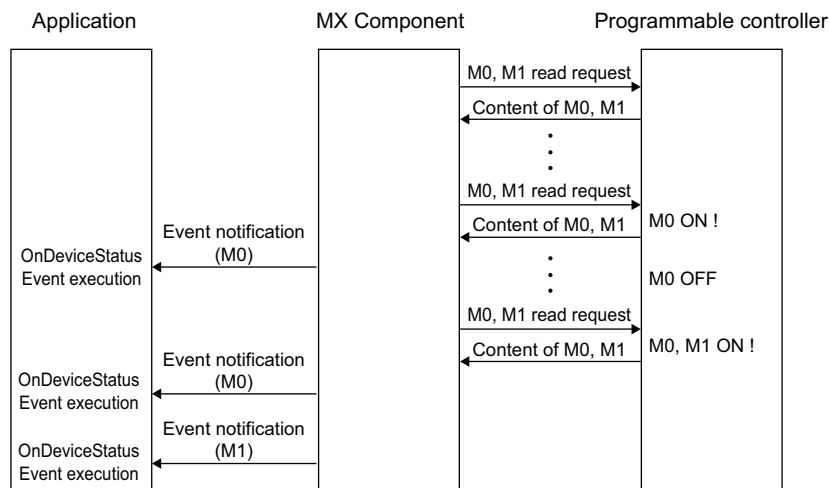 Application
MX Component
Programmable controller
M0, M1 read request
Content of M0, M1
M0, M1 read request
Content of M0, M1
M0 ON !
Event notification
(M0)
OnDeviceStatus
Event execution
M0 OFF
M0, M1 read request
Content of M0, M1
M0, M1 ON !
Event notification
(M0)
OnDeviceStatus
Event execution
Event notification
(M1)
OnDeviceStatus
Event execution